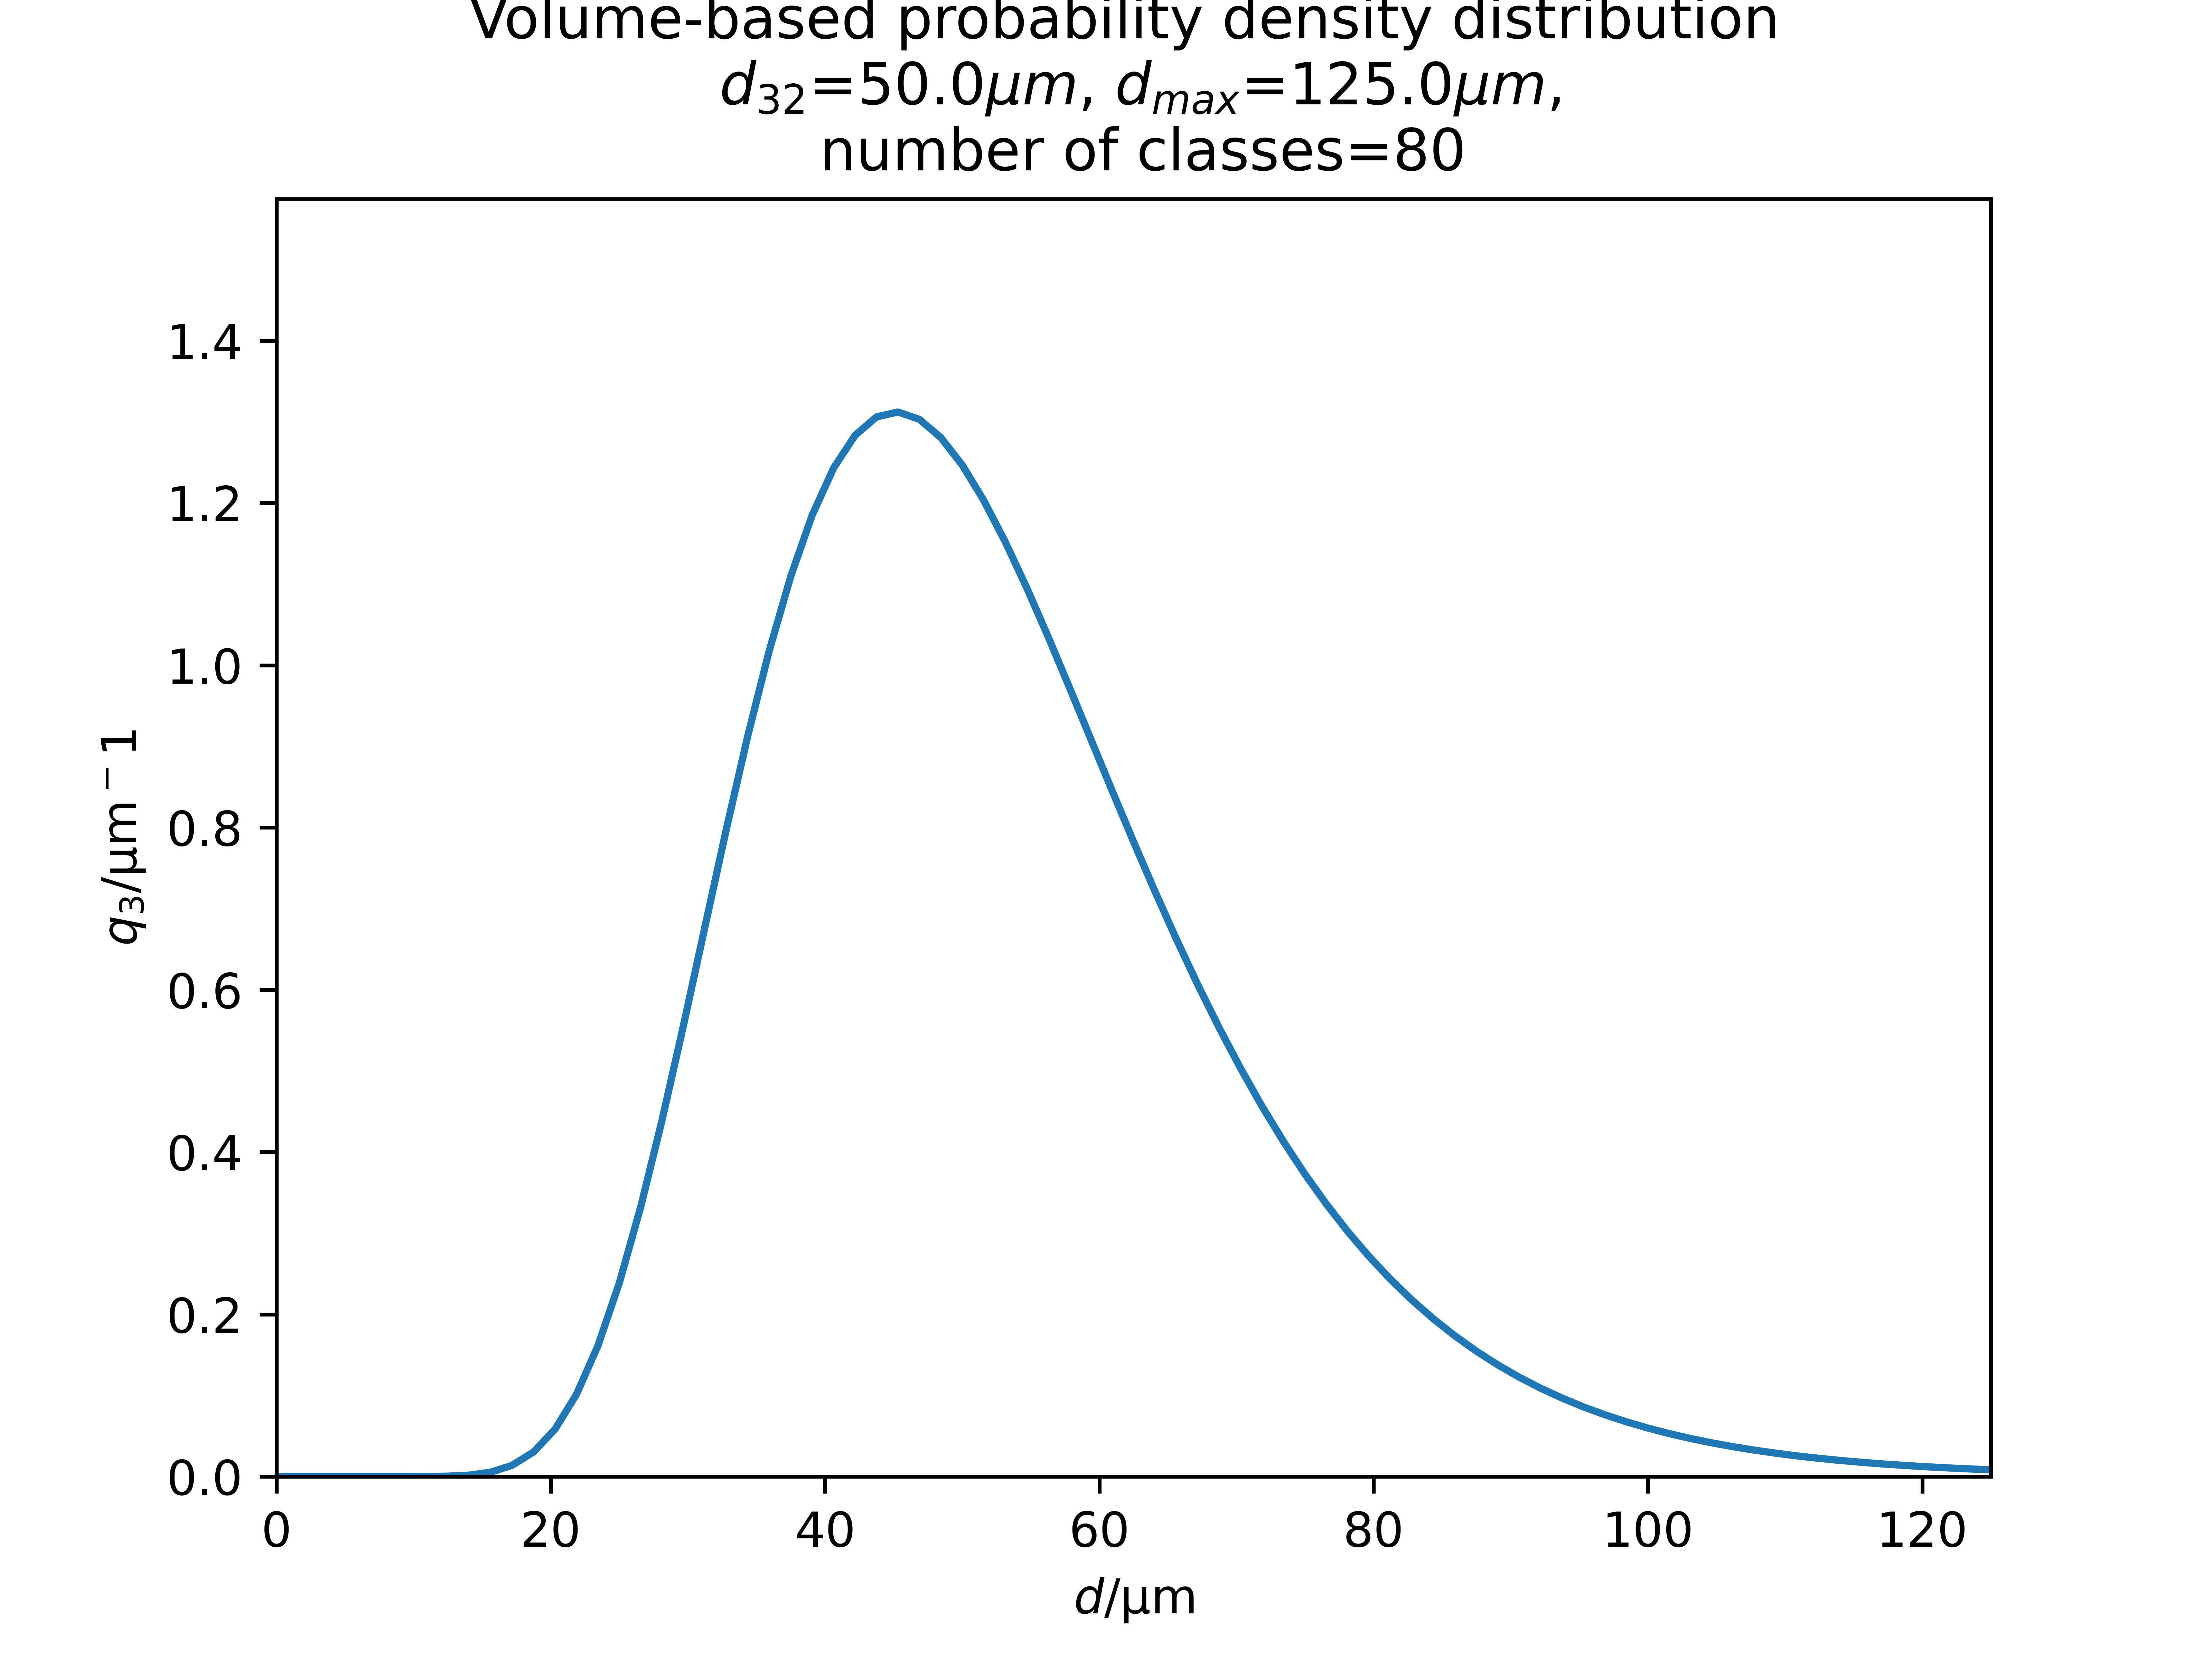 Volume-based probability density distribution
d32=50.0μm, dmax=125.0μm,
number of classes=80
1.4
1.2
1.0
0.8
0.6
0.4
0.2
0.0
q3/μm⁻1
0 20 40 60 80 100 120
d/μm